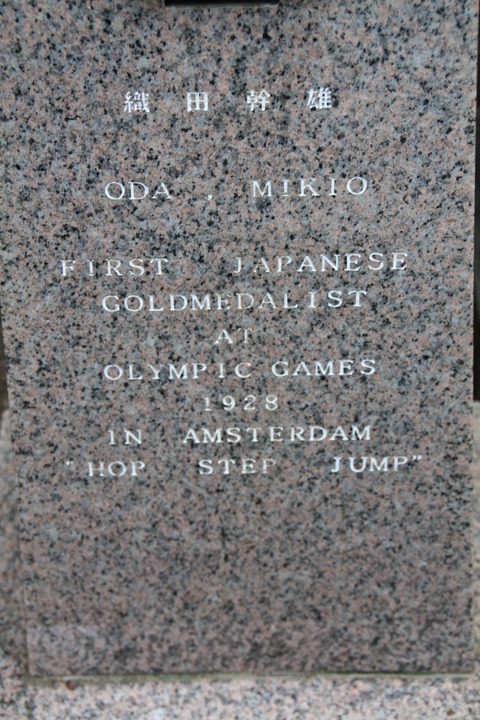 織田幹雄
ODA, MIKIO
FIRST JAPANESE
GOLDMEDALIST
AT
OLYMPIC GAMES
1928
IN AMSTERDAM
"HOP STEP JUMP"